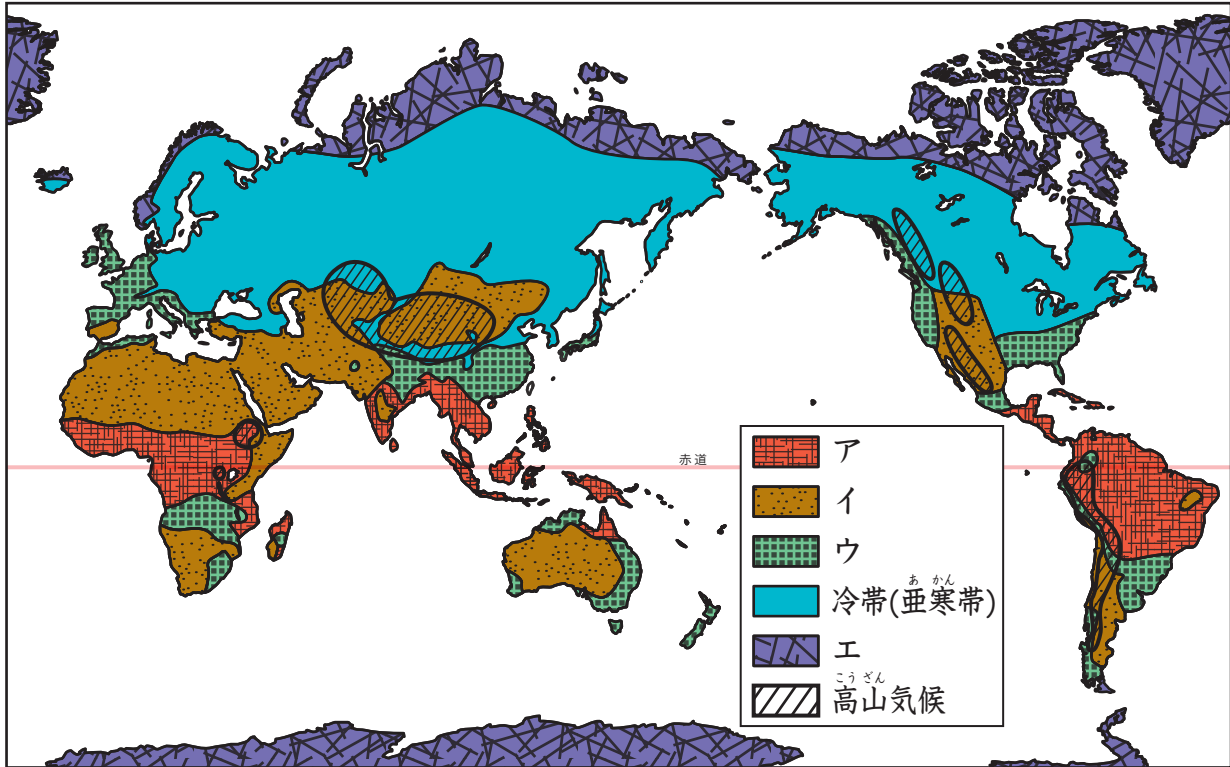 赤道
ア
イ
ウ
あ かん
冷帯(亜寒帯)
エ
こう ざん
高山気候